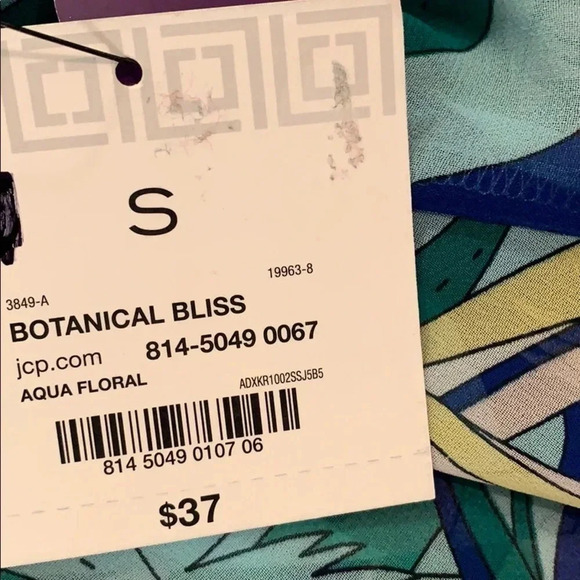 S
3849-A 19963-8
BOTANICAL BLISS
jcp.com 814-5049 0067
AQUA FLORAL ADXKR1002SSJ5B5
814 5049 0107 06
$37